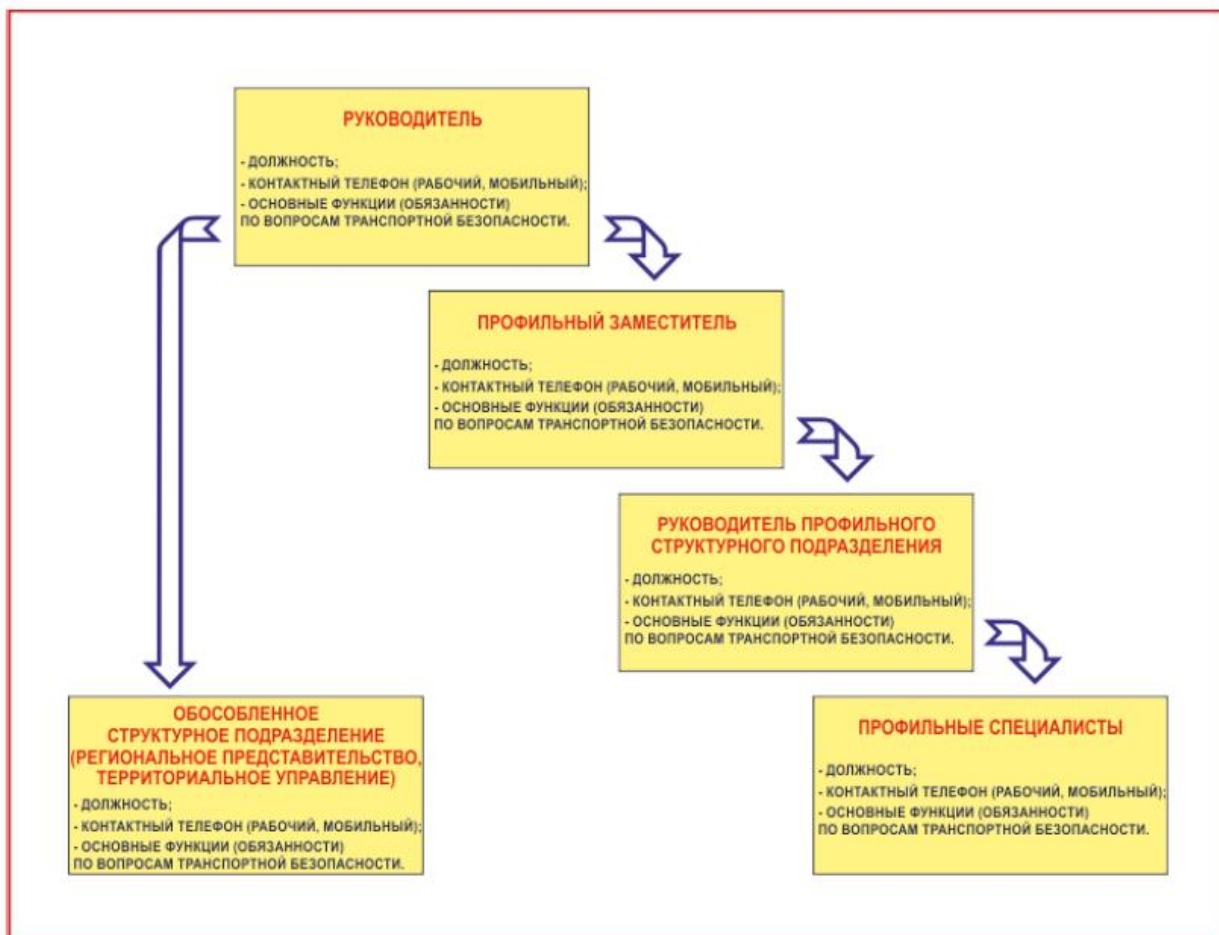 РУКОВОДИТЕЛЬ
- ДОЛЖНОСТЬ;
- КОНТАКТНЫЙ ТЕЛЕФОН (РАБОЧИЙ, МОБИЛЬНЫЙ);
- ОСНОВНЫЕ ФУНКЦИИ (ОБЯЗАННОСТИ)
ПО ВОПРОСАМ ТРАНСПОРТНОЙ БЕЗОПАСНОСТИ.
ПРОФИЛЬНЫЙ ЗАМЕСТИТЕЛЬ
- ДОЛЖНОСТЬ;
- КОНТАКТНЫЙ ТЕЛЕФОН (РАБОЧИЙ, МОБИЛЬНЫЙ);
- ОСНОВНЫЕ ФУНКЦИИ (ОБЯЗАННОСТИ)
ПО ВОПРОСАМ ТРАНСПОРТНОЙ БЕЗОПАСНОСТИ.
РУКОВОДИТЕЛЬ ПРОФИЛЬНОГО
СТРУКТУРНОГО ПОДРАЗДЕЛЕНИЯ
- ДОЛЖНОСТЬ;
- КОНТАКТНЫЙ ТЕЛЕФОН (РАБОЧИЙ, МОБИЛЬНЫЙ);
- ОСНОВНЫЕ ФУНКЦИИ (ОБЯЗАННОСТИ)
ПО ВОПРОСАМ ТРАНСПОРТНОЙ БЕЗОПАСНОСТИ.
ОБОСОБЛЕННОЕ
СТРУКТУРНОЕ ПОДРАЗДЕЛЕНИЕ
(РЕГИОНАЛЬНОЕ ПРЕДСТАВИТЕЛЬСТВО,
ТЕРРИТОРИАЛЬНОЕ УПРАВЛЕНИЕ)
- ДОЛЖНОСТЬ;
- КОНТАКТНЫЙ ТЕЛЕФОН (РАБОЧИЙ, МОБИЛЬНЫЙ);
- ОСНОВНЫЕ ФУНКЦИИ (ОБЯЗАННОСТИ)
ПО ВОПРОСАМ ТРАНСПОРТНОЙ БЕЗОПАСНОСТИ.
ПРОФИЛЬНЫЕ СПЕЦИАЛИСТЫ
- ДОЛЖНОСТЬ;
- КОНТАКТНЫЙ ТЕЛЕФОН (РАБОЧИЙ, МОБИЛЬНЫЙ);
- ОСНОВНЫЕ ФУНКЦИИ (ОБЯЗАННОСТИ)
ПО ВОПРОСАМ ТРАНСПОРТНОЙ БЕЗОПАСНОСТИ.